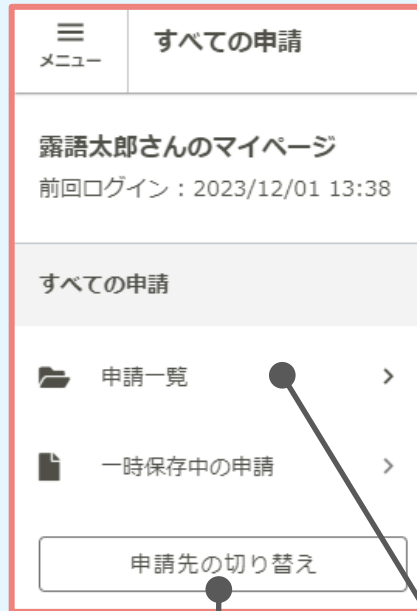 メニュー
すべての申請
露語太郎さんのマイページ
前回ログイン：2023/12/01 13:38
すべての申請
申請一覧
一時保存中の申請
申請先の切り替え